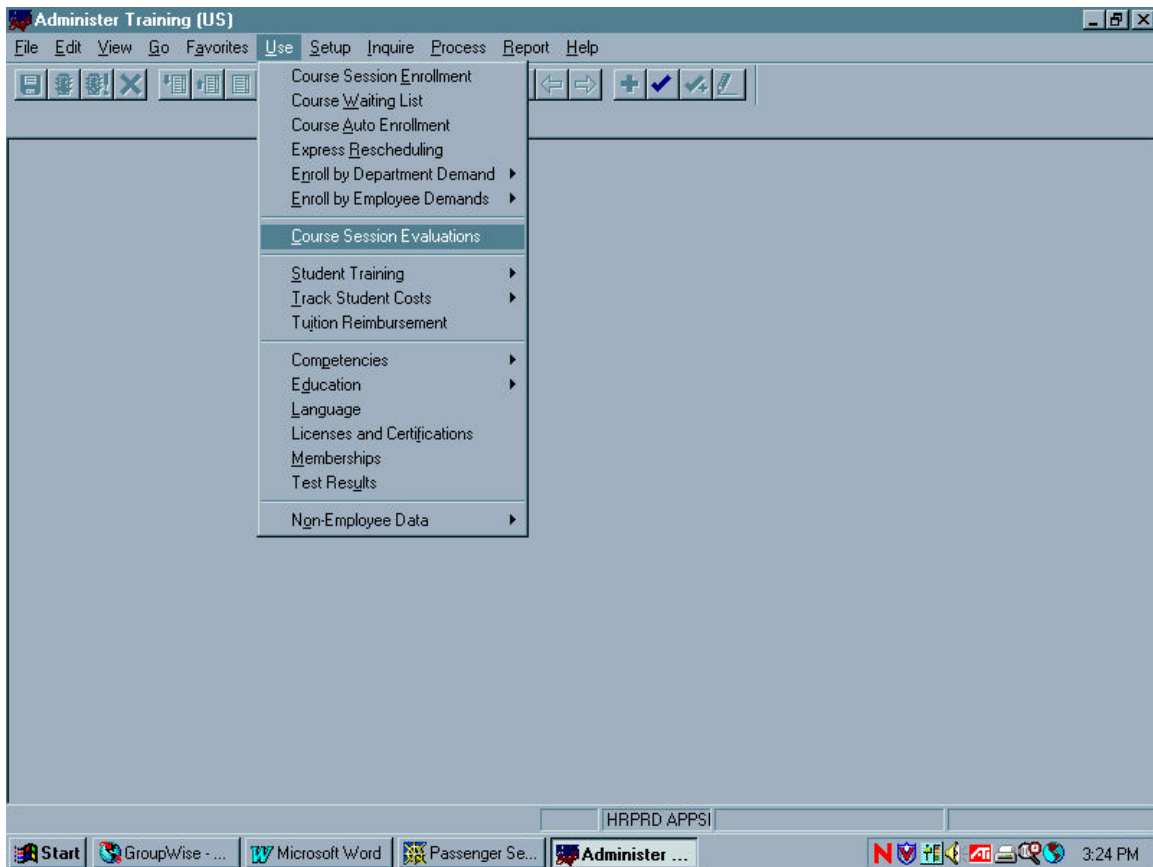 Administer Training (US)
File Edit View Go Favorites Use Setup Inquire Process Report Help
Course Session Enrollment
Course Waiting List
Course Auto Enrollment
Express Rescheduling
Enroll by Department Demand
Enroll by Employee Demands
Course Session Evaluations
Student Training
Track Student Costs
Tuition Reimbursement
Competencies
Education
Language
Licenses and Certifications
Memberships
Test Results
Non-Employee Data
HRPRD APPSI
Start GroupWise - ... Microsoft Word Passenger Se... Administer ... N ATI 3:24 PM